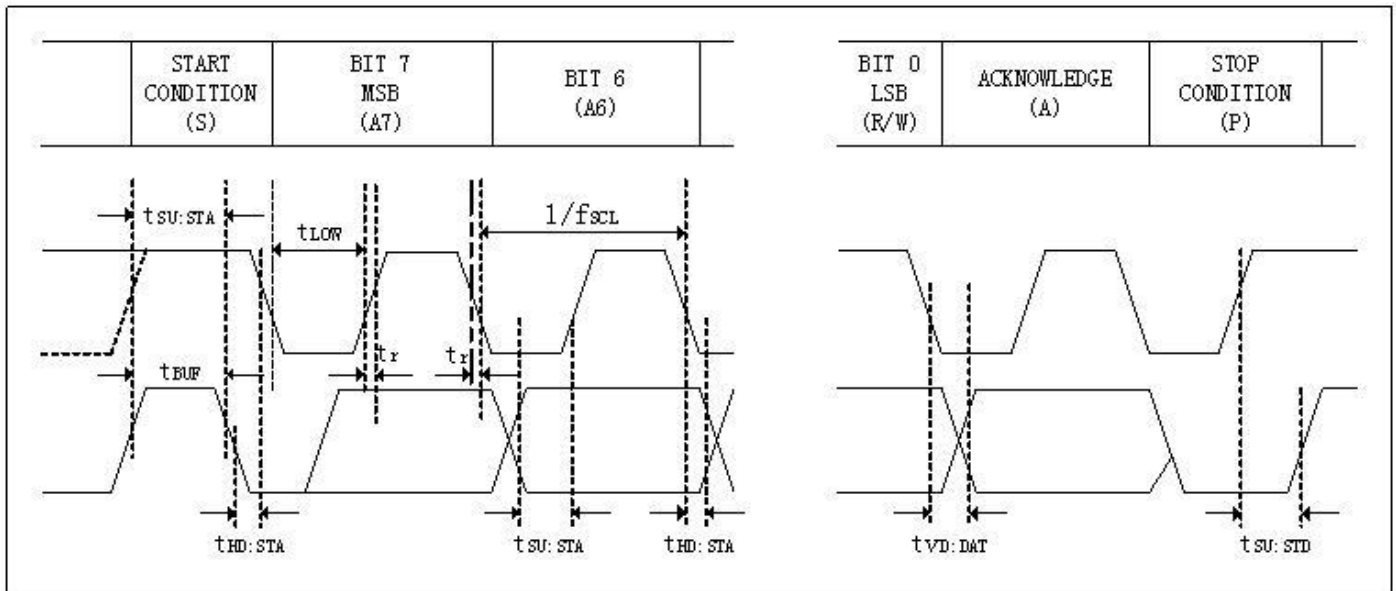 START
CONDITION
(S)
BIT 7
MSB
(A7)
BIT 6
(A6)
BIT 0
LSB
(R/W)
ACKNOWLEDGE
(A)
STOP
CONDITION
(P)
tSU:STA
tLOW
1/fSCL
tBUF
tr
tr
tHD:STA
tSU:STA
tHD:STA
tVD:DAT
tSU:STD